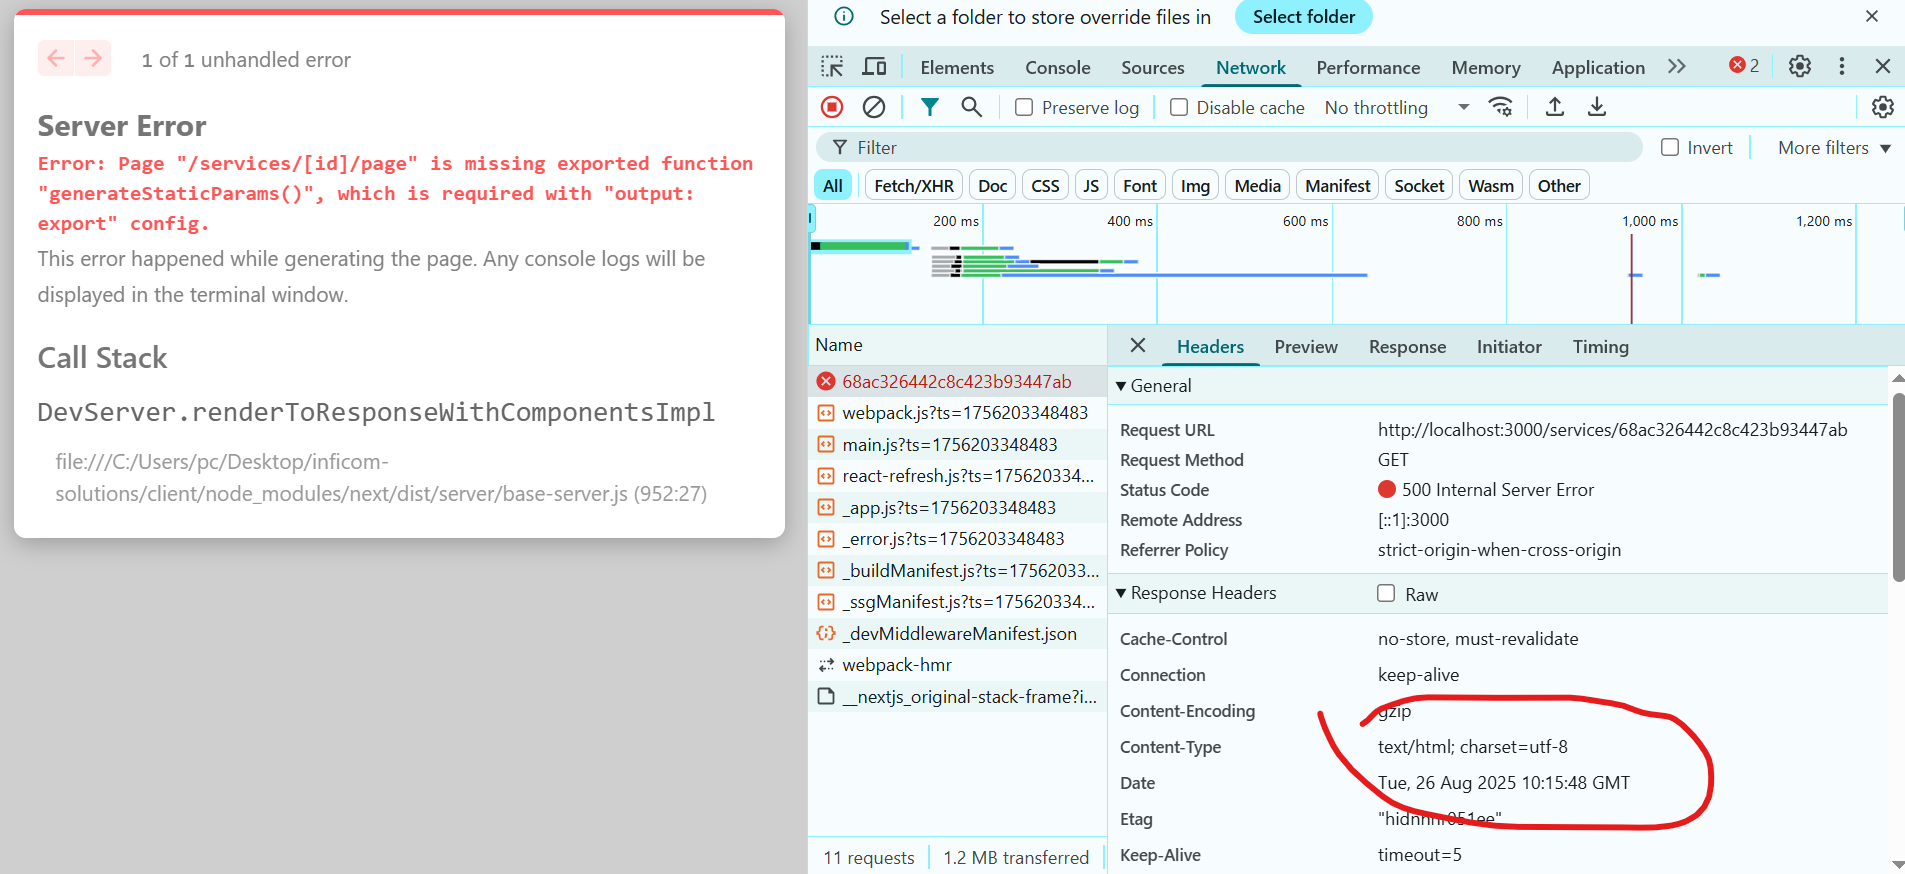 1 of 1 unhandled error
Server Error
Error: Page "/services/[id]/page" is missing exported function
"generateStaticParams()", which is required with "output:
export" config.
This error happened while generating the page. Any console logs will be
displayed in the terminal window.
Call Stack
DevServer.renderToResponseWithComponentsImpl
file:///C:/Users/pc/Desktop/inficom-
solutions/client/node_modules/next/dist/server/base-server.js (952:27)
Select a folder to store override files in Select folder
Elements Console Sources Network Performance Memory Application 2
Preserve log Disable cache No throttling
Filter Invert More filters
All Fetch/XHR Doc CSS JS Font Img Media Manifest Socket Wasm Other
200 ms 400 ms 600 ms 800 ms 1,000 ms 1,200 ms
Name
68ac326442c8c423b93447ab
webpack.js?ts=1756203348483
main.js?ts=1756203348483
react-refresh.js?ts=175620334...
_app.js?ts=1756203348483
_error.js?ts=1756203348483
_buildManifest.js?ts=17562033...
_ssgManifest.js?ts=175620334...
_devMiddlewareManifest.json
webpack-hmr
__nextjs_original-stack-frame?i...
11 requests 1.2 MB transferred
Headers Preview Response Initiator Timing
General
Request URL http://localhost:3000/services/68ac326442c8c423b93447ab
Request Method GET
Status Code 500 Internal Server Error
Remote Address [::1]:3000
Referrer Policy strict-origin-when-cross-origin
Response Headers Raw
Cache-Control no-store, must-revalidate
Connection keep-alive
Content-Encoding gzip
Content-Type text/html; charset=utf-8
Date Tue, 26 Aug 2025 10:15:48 GMT
Etag
Keep-Alive timeout=5